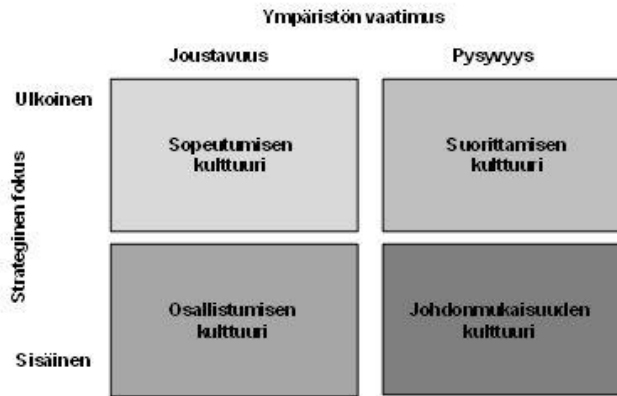 Ympäristön vaatimus
Joustavuus
Pysyvyys
Ulkoinen
Sopeutumisen
kulttuuri
Suorittamisen
kulttuuri
Strateginen fokus
Osallistumisen
kulttuuri
Johdonmukaisuuden
kulttuuri
Sisäinen